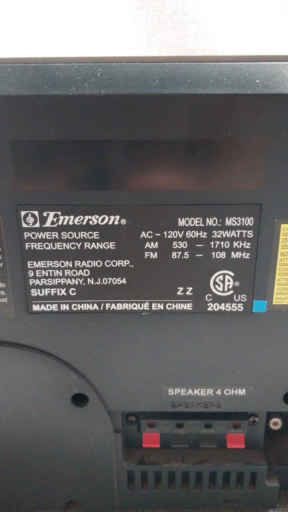 Emerson® MODEL NO.: MS3100
POWER SOURCE AC ~ 120V 60Hz 32WATTS
FREQUENCY RANGE AM 530 – 1710 KHz
FM 87.5 – 108 MHz
EMERSON RADIO CORP.,
9 ENTIN ROAD
PARSIPPANY, N.J.07054
SUFFIX C Z Z
SA
C US
MADE IN CHINA / FABRIQUÉ EN CHINE 204555
SPEAKER 4 OHM